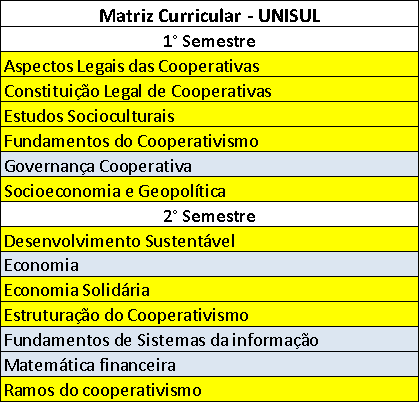 Matriz Curricular - UNISUL
1° Semestre
Aspectos Legais das Cooperativas
Constituição Legal de Cooperativas
Estudos Socioculturais
Fundamentos do Cooperativismo
Governança Cooperativa
Socioeconomia e Geopolítica
2° Semestre
Desenvolvimento Sustentável
Economia
Economia Solidária
Estruturação do Cooperativismo
Fundamentos de Sistemas da informação
Matemática financeira
Ramos do cooperativismo